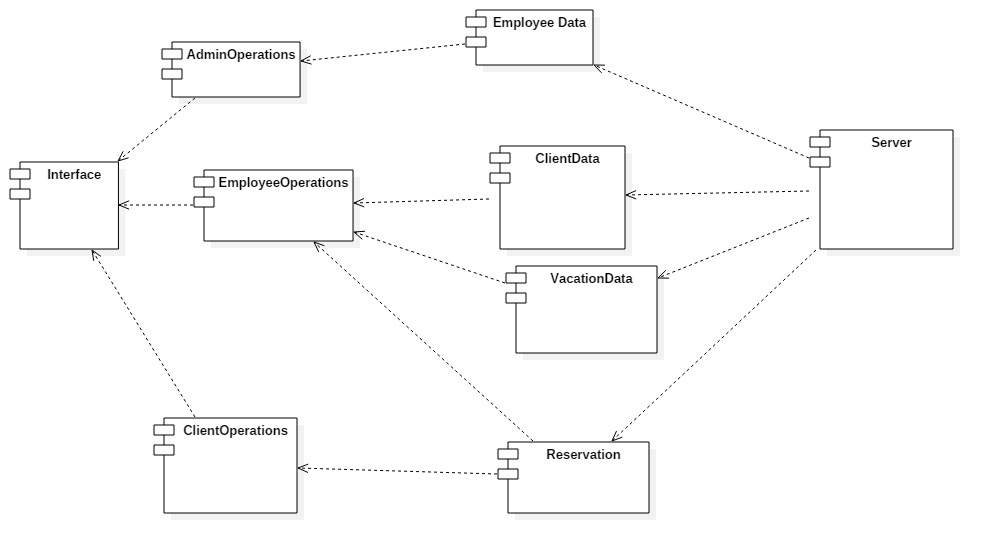 Employee Data
AdminOperations
Server
ClientData
Interface
EmployeeOperations
VacationData
ClientOperations
Reservation